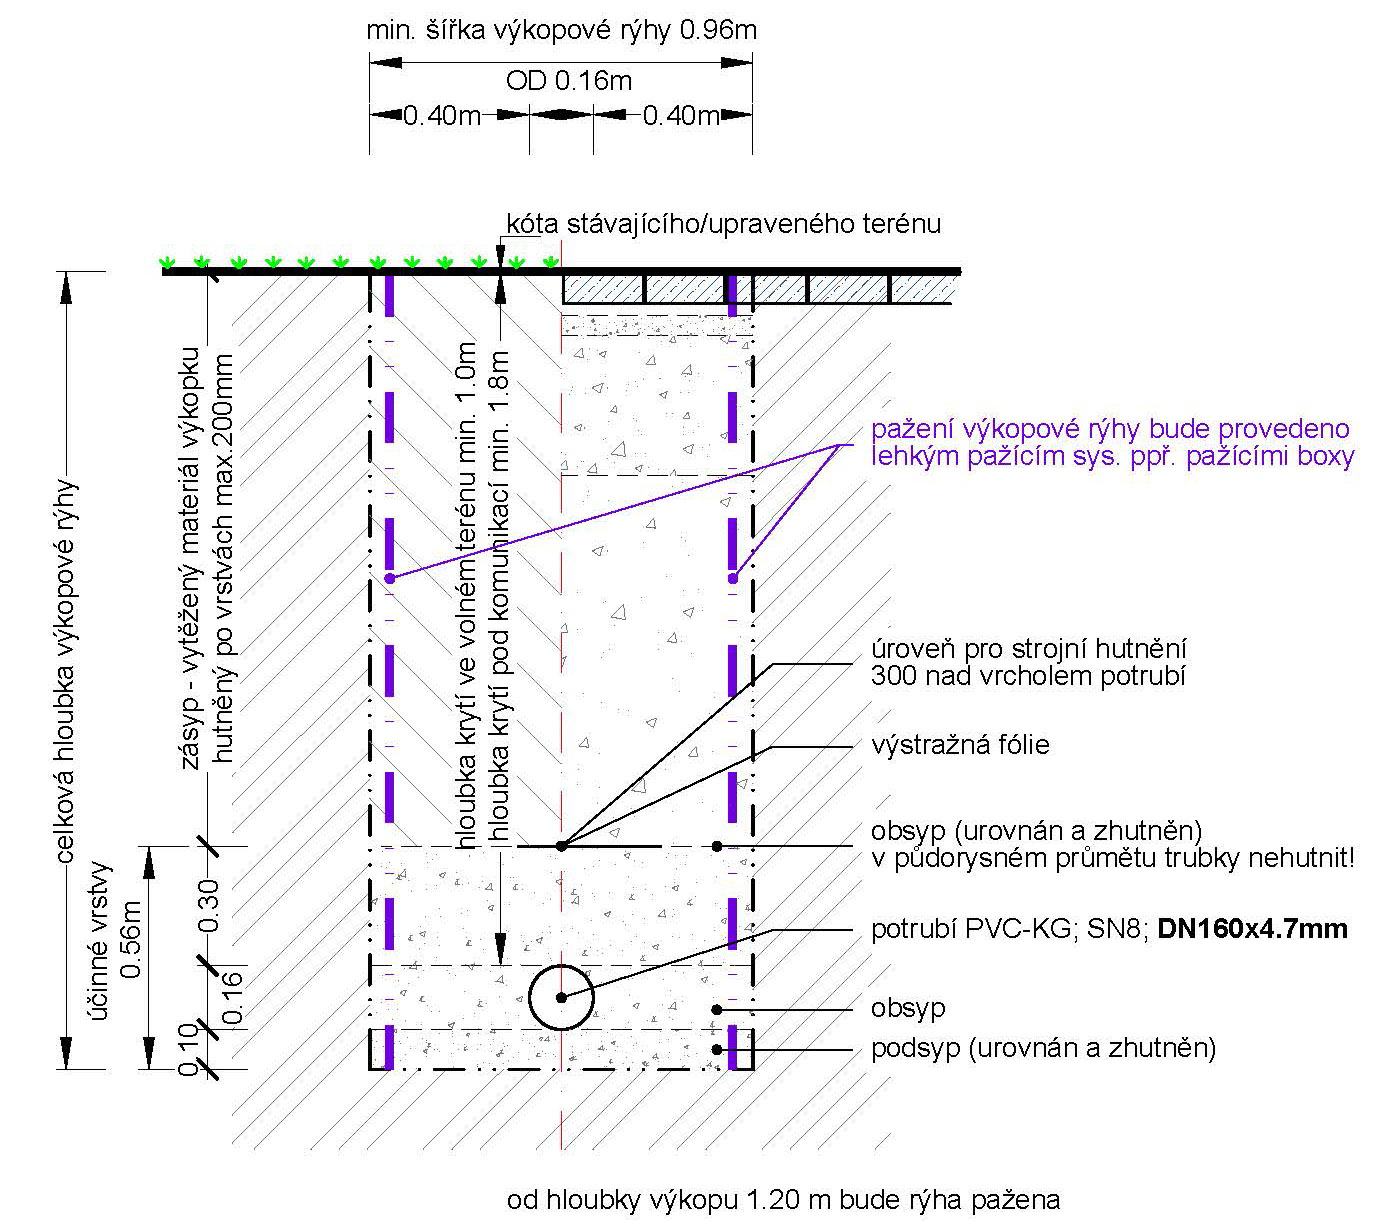 min. šířka výkopové rýhy 0.96m
OD 0.16m
0.40m
0.40m
kóta stávajícího/upraveného terénu
celková hloubka výkopové rýhy
zásyp - vytěžený materiál výkopku
hutněný po vrstvách max.200mm
hloubka krytí ve volném terénu min. 1.0m
hloubka krytí pod komunikací min. 1.8m
pažení výkopové rýhy bude provedeno
lehkým pažícím sys. ppř. pažícími boxy
úroveň pro strojní hutnění
300 nad vrcholem potrubí
výstražná fólie
obsyp (urovnán a zhutněn)
v půdorysném průmětu trubky nehutnit!
účinné vrstvy
0.56m
0.30
0.16
0.10
potrubí PVC-KG; SN8; DN160x4.7mm
obsyp
podsyp (urovnán a zhutněn)
od hloubky výkopu 1.20 m bude rýha pažena